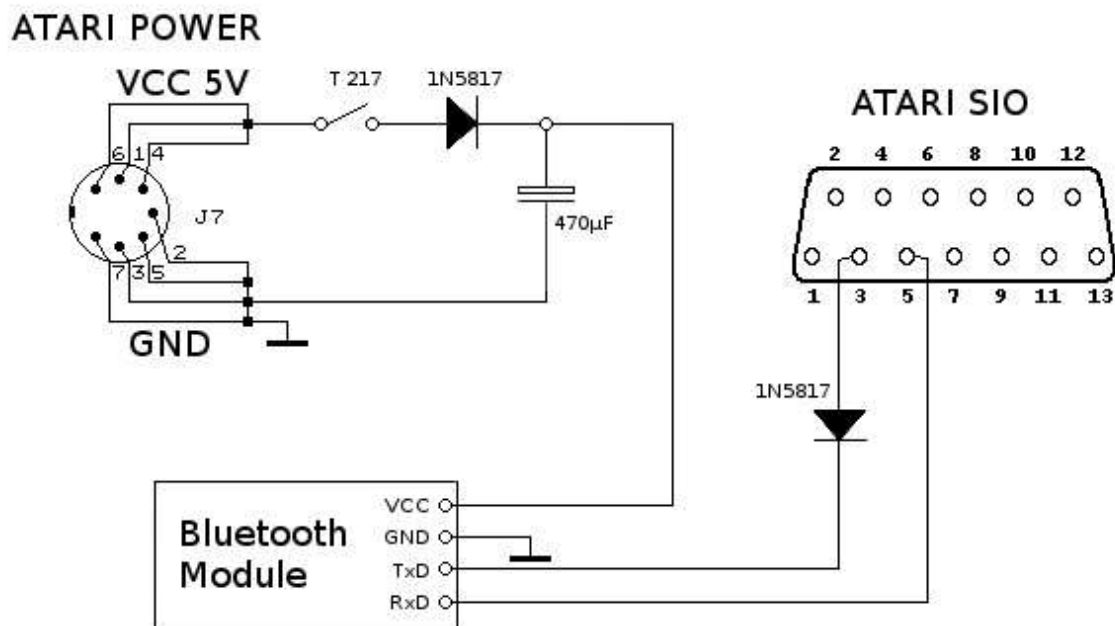 ATARI POWER
VCC 5V
T 217
1N5817
ATARI SIO
2 4 6 8 10 12
6 1 4
J7
470µF
2
7 3 5
1 3 5 7 9 11 13
GND
1N5817
VCC
GND
TxD
RxD
Bluetooth
Module